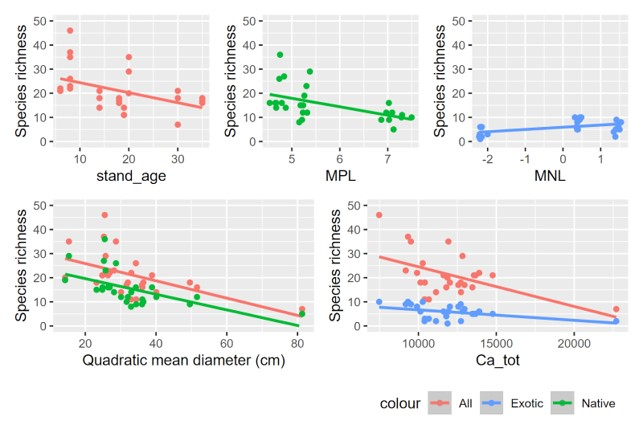 Species richness
50
40
30
20
10
0
10 20 30
stand_age
Species richness
50
40
30
20
10
0
5 6 7
MPL
Species richness
50
40
30
20
10
0
-2 -1 0 1
MNL
Species richness
50
40
30
20
10
0
20 40 60 80
Quadratic mean diameter (cm)
Species richness
50
40
30
20
10
0
10000 15000 20000
Ca_tot
colour All Exotic Native